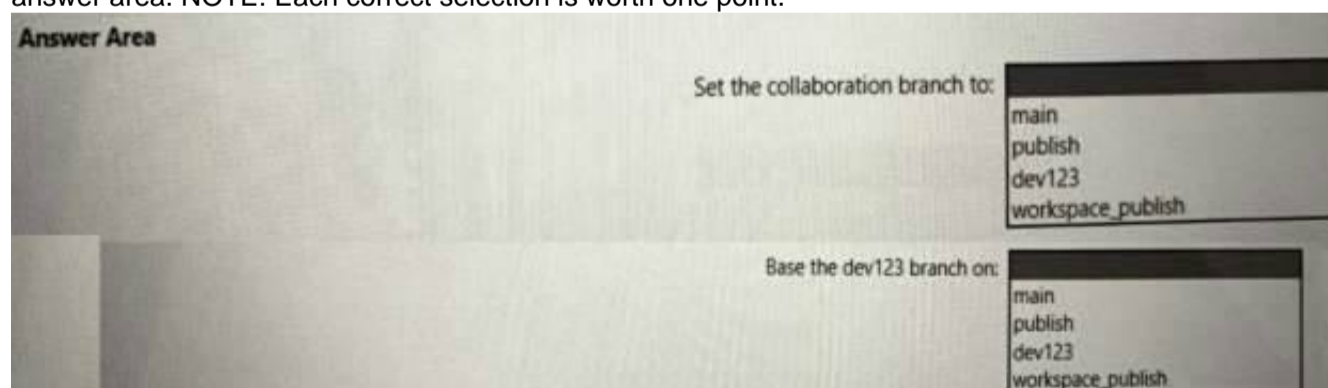 answer area. NOTE: Each correct selection is worth one point.
Answer Area
Set the collaboration branch to:
main
publish
dev123
workspace_publish
Base the dev123 branch on:
main
publish
dev123
workspace_publish